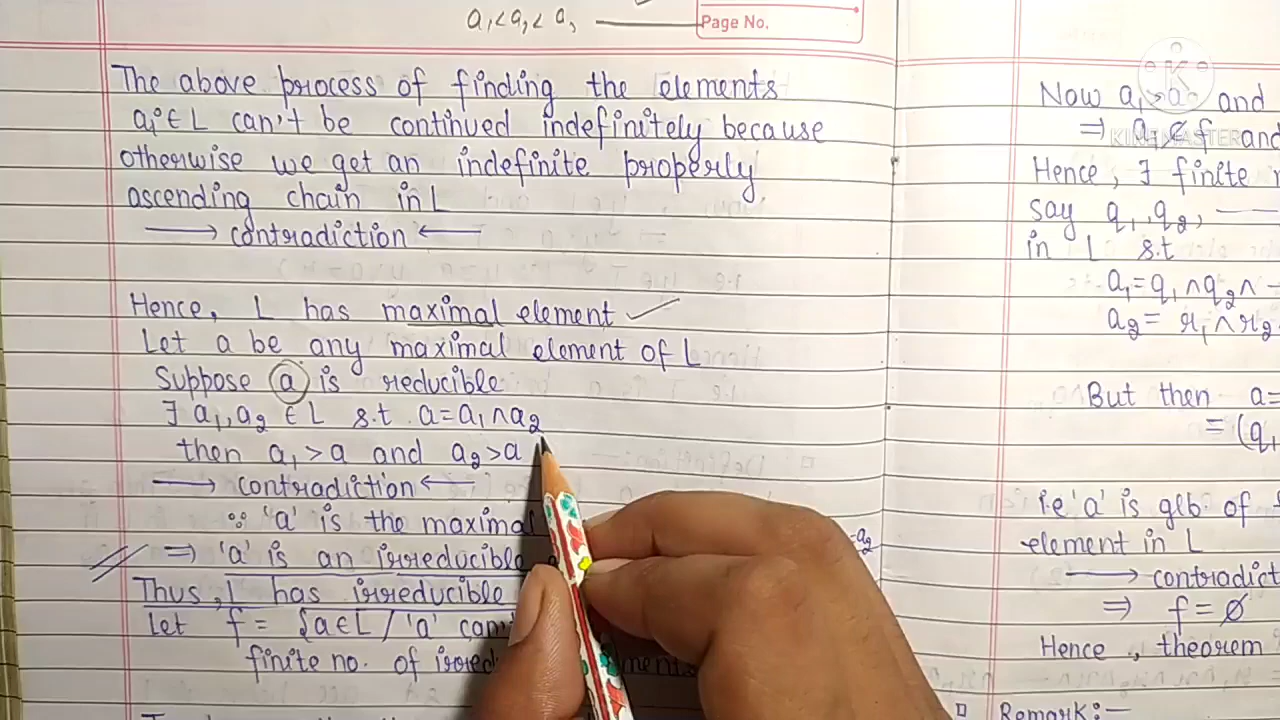 a₁<a₂<a₃ ———
Page No.
The above process of finding the elements
aᵢ∈L can't be continued indefinitely because
otherwise we get an indefinite properly
ascending chain in L
⟶ contradiction ⟵
Hence, L has maximal element ✓
Let a be any maximal element of L
Suppose a is reducible
∃ a₁,a₂ ∈ L s.t. a=a₁∧a₂
then a₁>a and a₂>a
⟶ contradiction ⟵
∵ 'a' is the maximal
⇒ 'a' is an irreducible
Thus, L has irreducible
Let f = {a∈L / 'a' can't
finite no. of irred
ments
Now a₁>a and
⇒ a₁∉f and
KINEMASTER
Hence, ∃ finite
say q₁,q₂, ——
in L s.t
a₁=q₁∧q₂∧-
a₂= r₁∧r₂
But then a=
= (q₁
i.e 'a' is glb. of
element in L
⟶ contradict
⇒ f=∅
Hence, theorem
Remark:—